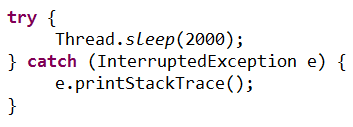 try {
    Thread.sleep(2000);
} catch (InterruptedException e) {
    e.printStackTrace();
}